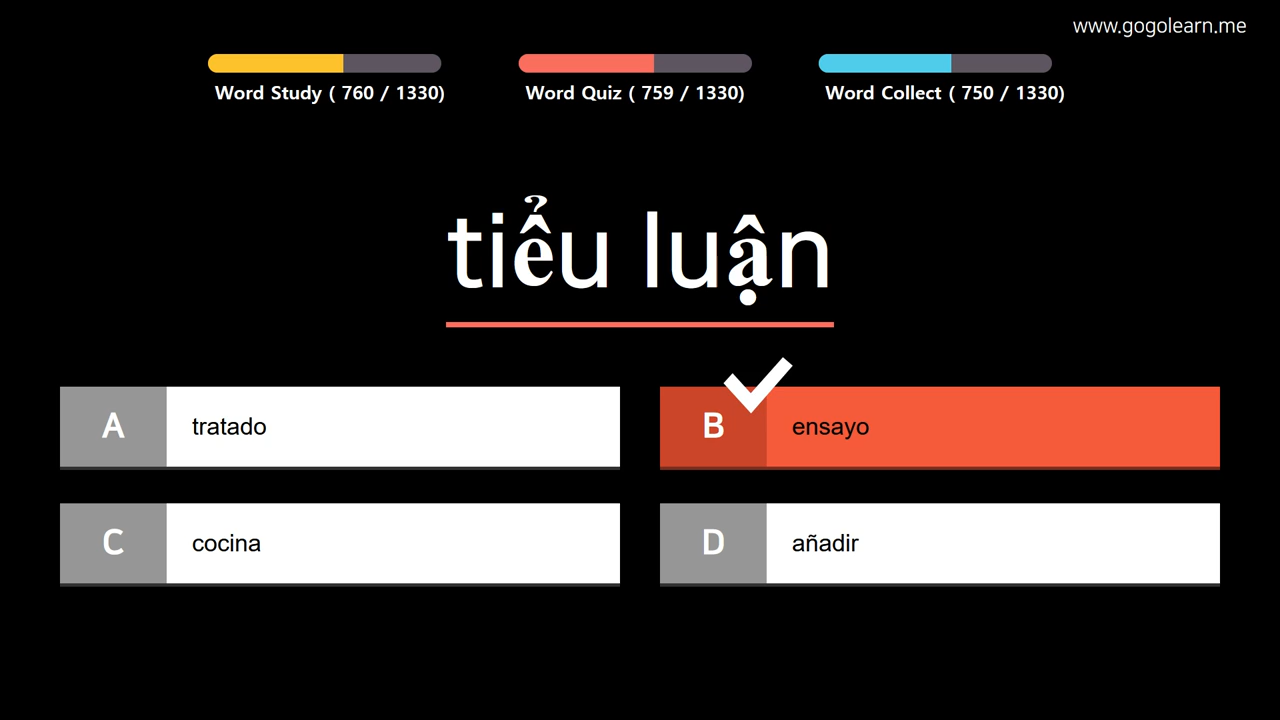 www.gogolearn.me
Word Study ( 760 / 1330)
Word Quiz ( 759 / 1330)
Word Collect ( 750 / 1330)
tiểu luận
A tratado
B ensayo
C cocina
D añadir